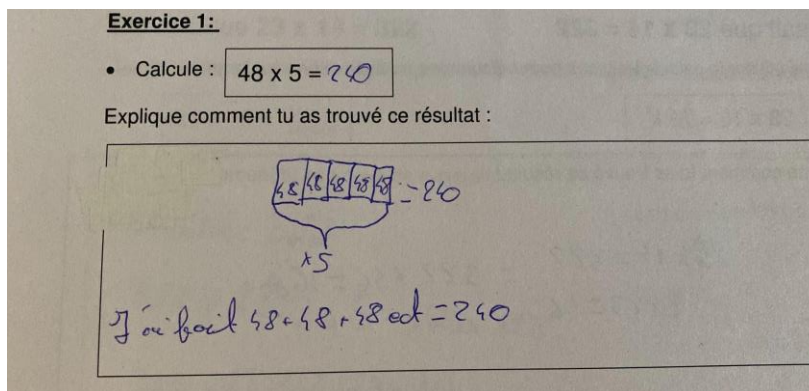 Exercice 1:
• Calcule : 48 x 5 = 240
Explique comment tu as trouvé ce résultat :
48 48 48 48 48 = 240
x5
J'ai fait 48 + 48 + 48 ect = 240